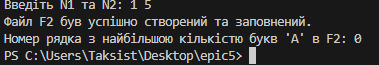 Введіть N1 та N2: 1 5
Файл F2 був успішно створений та заповнений.
Номер рядка з найбільшою кількістю букв 'А' в F2: 0
PS C:\Users\Taksist\Desktop\epic5>